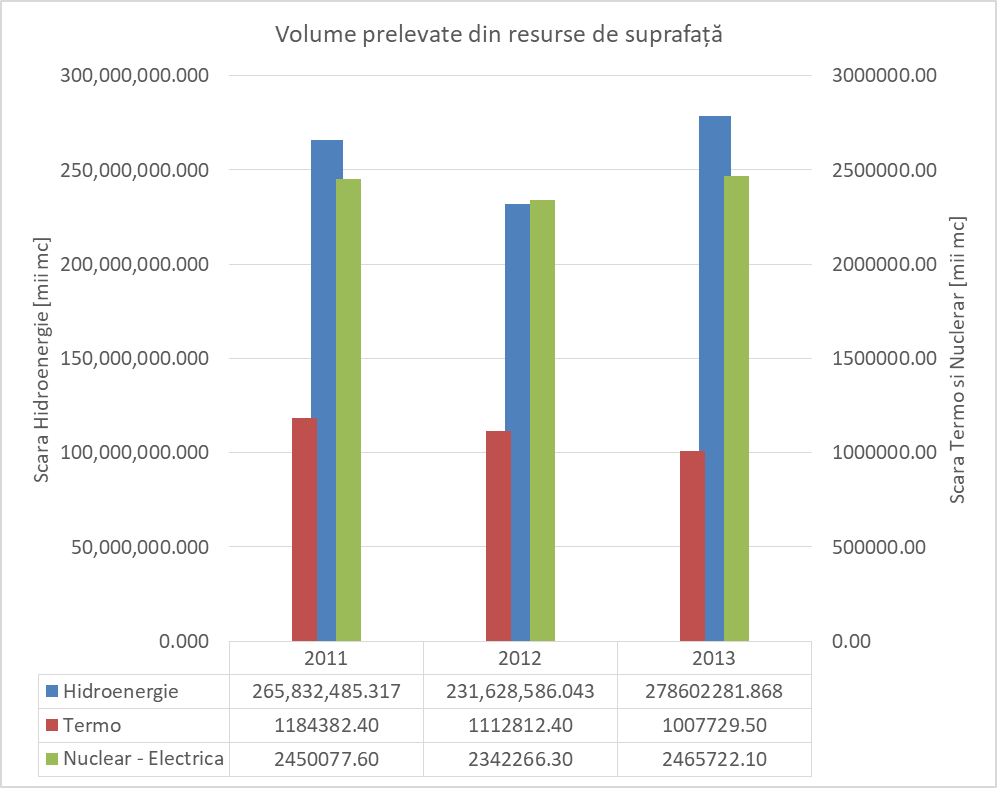 Volume prelevate din resurse de suprafață
300,000,000.000
250,000,000.000
200,000,000.000
150,000,000.000
100,000,000.000
50,000,000.000
0.000
Scara Hidroenergie [mii mc]
3000000.00
2500000.00
2000000.00
1500000.00
1000000.00
500000.00
0.00
Scara Termo si Nuclerar [mii mc]
2011 2012 2013
Hidroenergie 265,832,485.317 231,628,586.043 278602281.868
Termo 1184382.40 1112812.40 1007729.50
Nuclear - Electrica 2450077.60 2342266.30 2465722.10